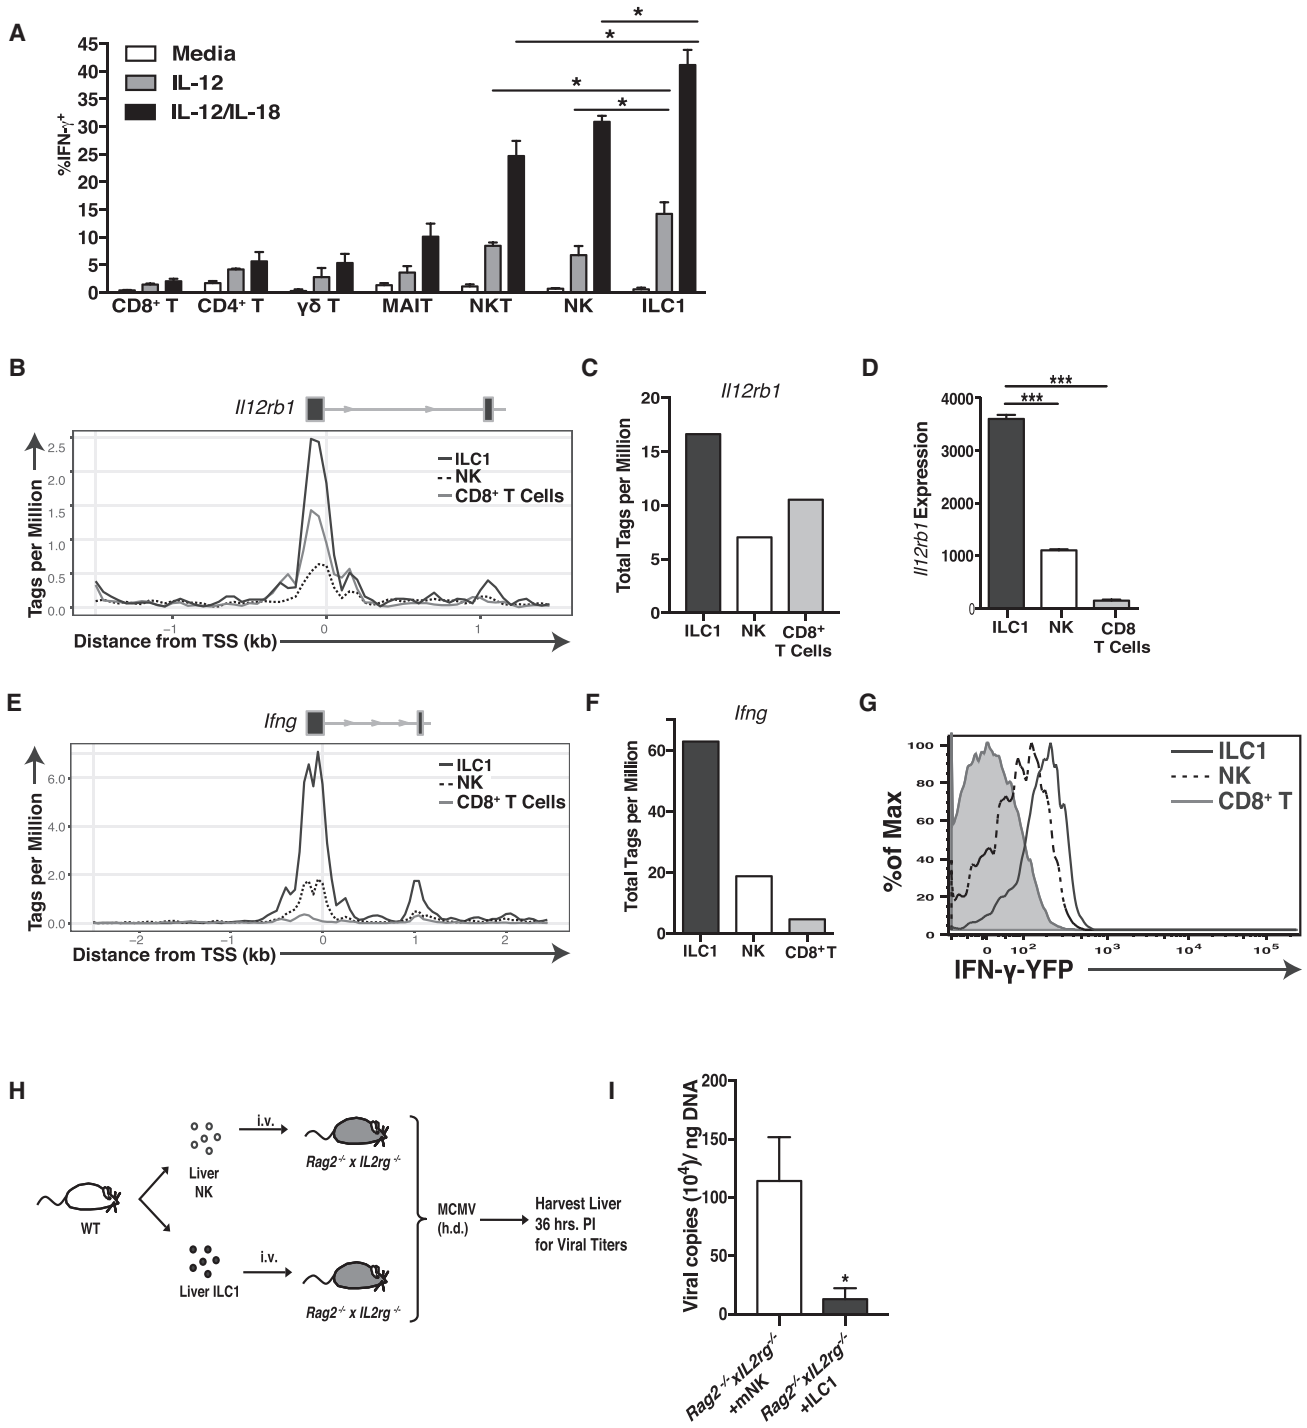 A
*
*
*
*
Media
IL-12
IL-12/IL-18
%IFN-γ+
45
40
35
30
25
20
15
10
5
0
CD8+ T
CD4+ T
γδ T
MAIT
NKT
NK
ILC1
B
Il12rb1
ILC1
NK
CD8+ T Cells
Tags per Million
2.5
2.0
1.5
1.0
0.5
0.0
−1
0
1
Distance from TSS (kb)
C
Il12rb1
Total Tags per Million
20
15
10
5
0
ILC1
NK
CD8+
T Cells
D
***
***
Il12rb1 Expression
4000
3000
2000
1000
0
ILC1
NK
CD8
T Cells
E
Ifng
ILC1
NK
CD8+ T Cells
Tags per Million
6.0
4.0
2.0
0.0
−2
−1
0
1
2
Distance from TSS (kb)
F
Ifng
Total Tags per Million
60
40
20
0
ILC1
NK
CD8+ T
G
ILC1
NK
CD8+ T
%of Max
100
80
60
40
20
0
0
10²
10³
10⁴
10⁵
IFN-γ-YFP
H
WT
Liver
NK
Liver ILC1
i.v.
i.v.
Rag2-/- x IL2rg -/-
Rag2-/- x IL2rg -/-
MCMV
(h.d.)
Harvest Liver
36 hrs. PI
for Viral Titers
I
Viral copies (10⁴)/ ng DNA
200
150
100
50
0
*
Rag2-/-xIL2rg-/-
+mNK
Rag2-/-xIL2rg-/-
+ILC1